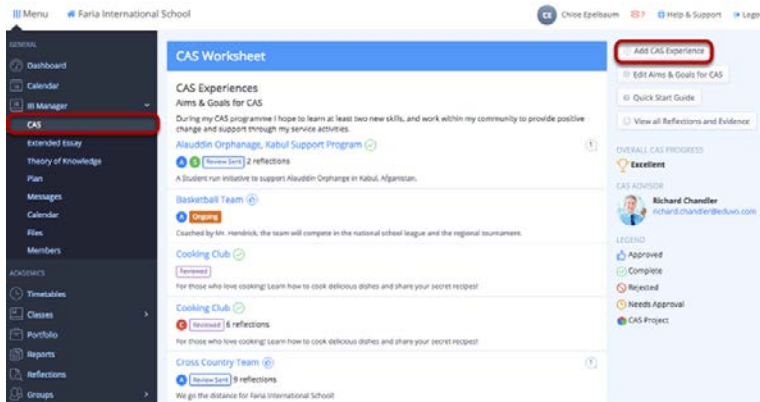 Menu
Faria International School
CE
Chloe Epelbaum
Help & Support
Logo
GENERAL
Dashboard
Calendar
IB Manager
CAS
Extended Essay
Theory of Knowledge
Plan
Messages
Calendar
Files
Members
ACADEMICS
Timetables
Classes
Portfolio
Reports
Reflections
Groups
CAS Worksheet
CAS Experiences
Aims & Goals for CAS
During my CAS programme I hope to learn at least two new skills, and work within my community to provide positive
change and support through my service activities.
Alauddin Orphanage, Kabul Support Program
A S Review Sent 2 reflections
A Student run initiative to support Alauddin Orphange in Kabul, Afganistan.
Basketball Team
A Ongoing
Coached by Mr. Hendrick, the team will compete in the national school league and the regional tournament.
Cooking Club
Reviewed
For those who love cooking! Learn how to cook delicious dishes and share your secret recipes!
Cooking Club
C Reviewed 6 reflections
For those who love cooking! Learn how to cook delicious dishes and share your secret recipes!
Cross Country Team
A Review Sent 9 reflections
We go the distance for Faria International School!
Add CAS Experience
Edit Aims & Goals for CAS
Quick Start Guide
View all Reflections and Evidence
OVERALL CAS PROGRESS
Excellent
CAS ADVISOR
Richard Chandler
richard.chandler@eduvo.com
LEGEND
Approved
Complete
Rejected
Needs Approval
CAS Project